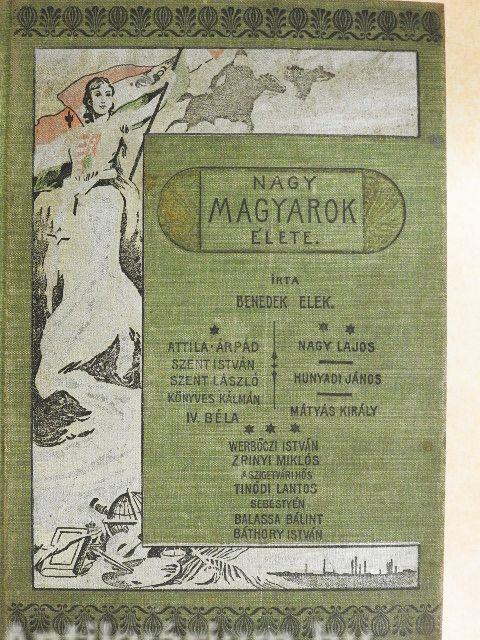 NAGY
MAGYAROK
ÉLETE.
ÍRTA
BENEDEK ELEK.
ATTILA·ÁRPÁD
SZENT ISTVÁN
SZENT LÁSZLÓ
KÖNYVES KÁLMÁN
IV. BÉLA
NAGY LAJOS
HUNYADI JÁNOS
MÁTYÁS KIRÁLY
WERBŐCZI ISTVÁN
ZRINYI MIKLÓS
A SZIGETVÁRI HŐS
TINÓDI LANTOS
SEBESTYÉN
BALASSA BÁLINT
BÁTHORY ISTVÁN